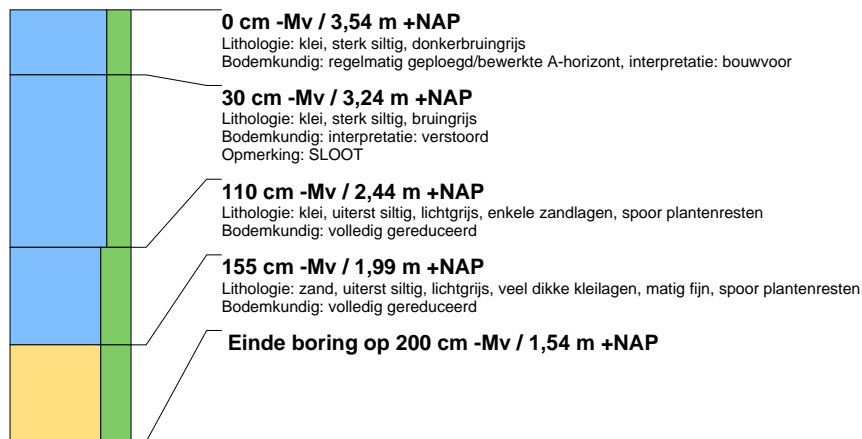 0 cm -Mv / 3,54 m +NAP
Lithologie: klei, sterk siltig, donkerbruingrijs
Bodemkundig: regelmatig geploegd/bewerkte A-horizont, interpretatie: bouwvoor
30 cm -Mv / 3,24 m +NAP
Lithologie: klei, sterk siltig, bruingrijs
Bodemkundig: interpretatie: verstoord
Opmerking: SLOOT
110 cm -Mv / 2,44 m +NAP
Lithologie: klei, uiterst siltig, lichtgrijs, enkele zandlagen, spoor plantenresten
Bodemkundig: volledig gereduceerd
155 cm -Mv / 1,99 m +NAP
Lithologie: zand, uiterst siltig, lichtgrijs, veel dikke kleilagen, matig fijn, spoor plantenresten
Bodemkundig: volledig gereduceerd
Einde boring op 200 cm -Mv / 1,54 m +NAP